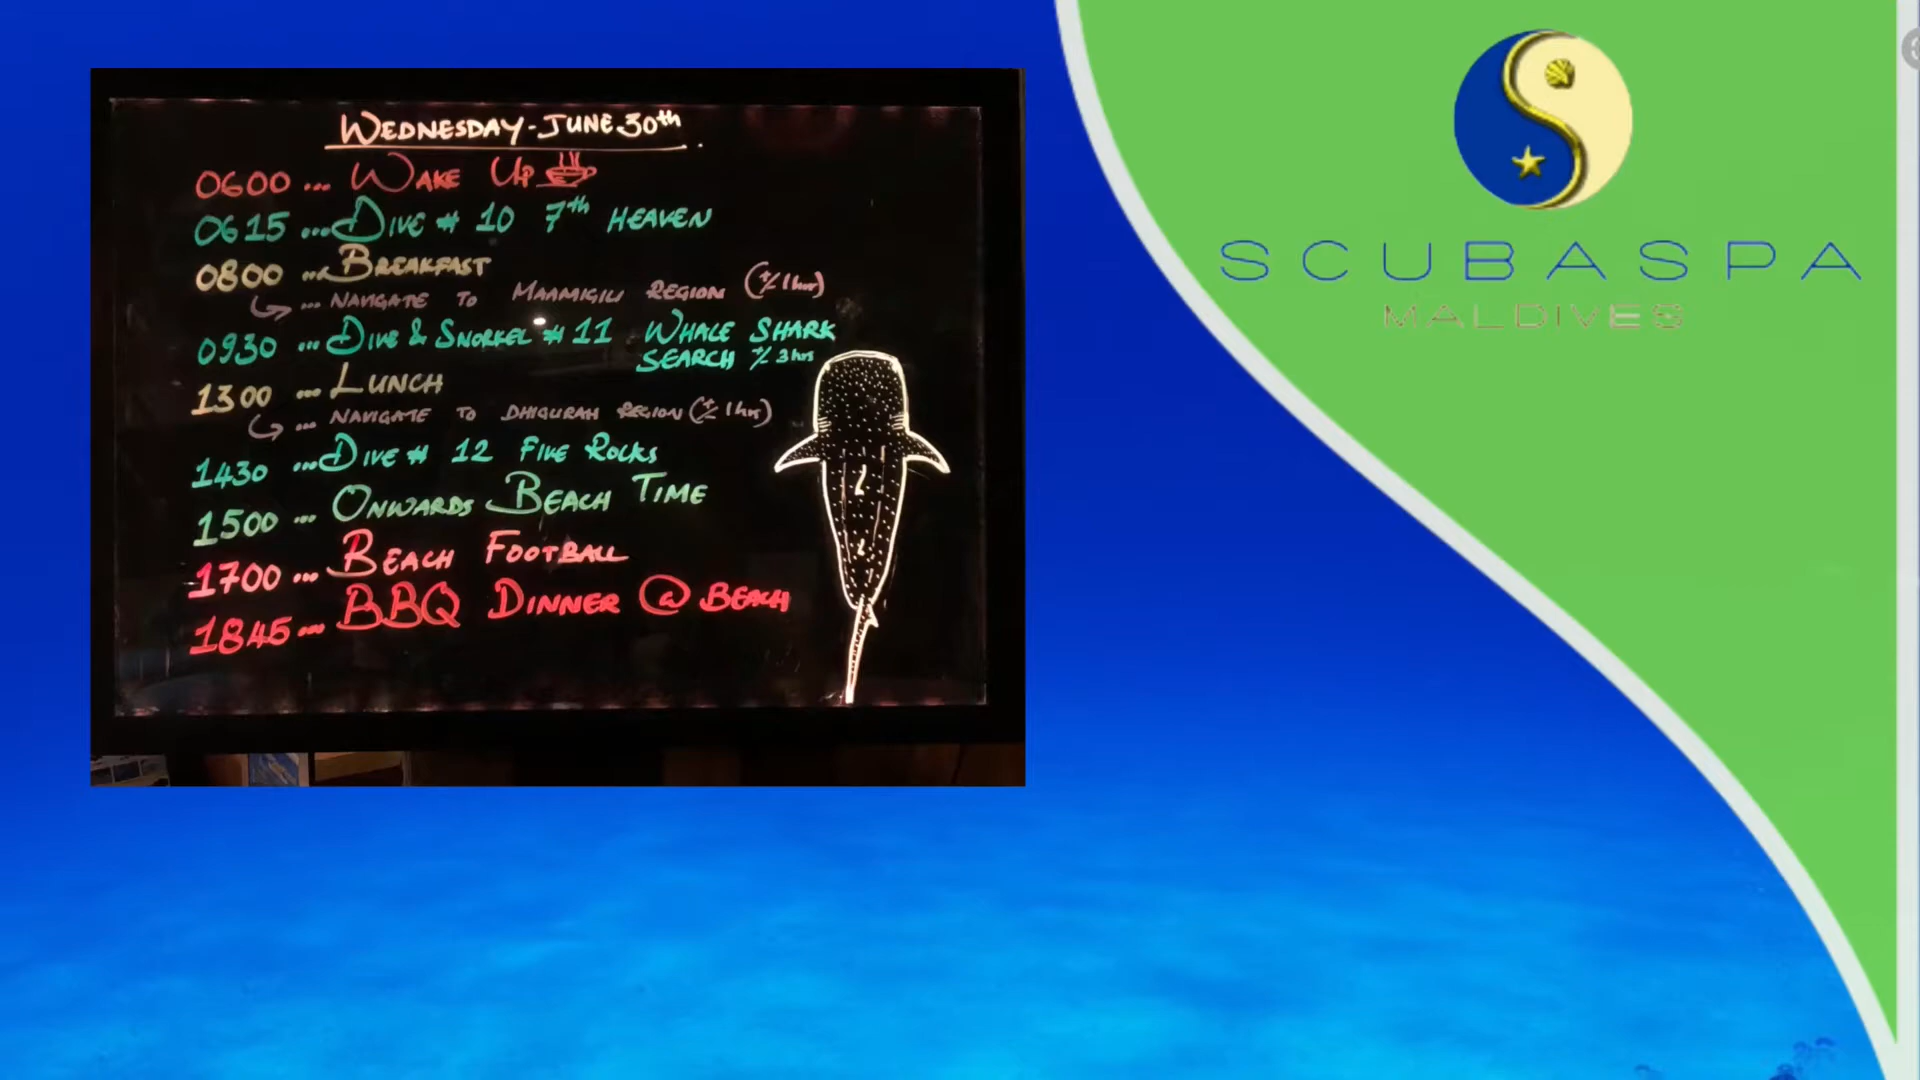 WEDNESDAY - JUNE 30th.
0600 ... WAKE UP
0615 ... DIVE # 10 7th HEAVEN
0800 ... BREAKFAST
... NAVIGATE TO MAAMIGILI REGION (+/- 1hr)
0930 ... DIVE & SNORKEL # 11 WHALE SHARK
SEARCH +/- 3hrs
1300 ... LUNCH
... NAVIGATE TO DHIGURAH REGION (+/- 1hr)
1430 ... DIVE # 12 FIVE ROCKS
1500 ... ONWARDS BEACH TIME
1700 ... BEACH FOOTBALL
1845 ... BBQ DINNER @ BEACH
SCUBASPA
MALDIVES